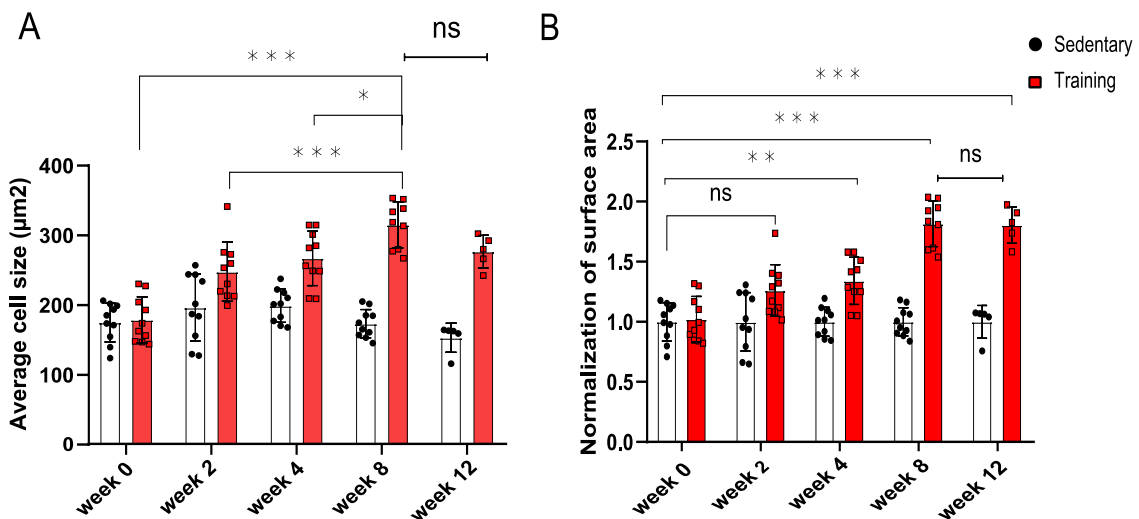 A
Average cell size (µm2)
400
300
200
100
0
week 0
week 2
week 4
week 8
week 12
***
*
***
ns
B
Normalization of surface area
2.5
2.0
1.5
1.0
0.5
0.0
week 0
week 2
week 4
week 8
week 12
***
***
**
ns
ns
Sedentary
Training